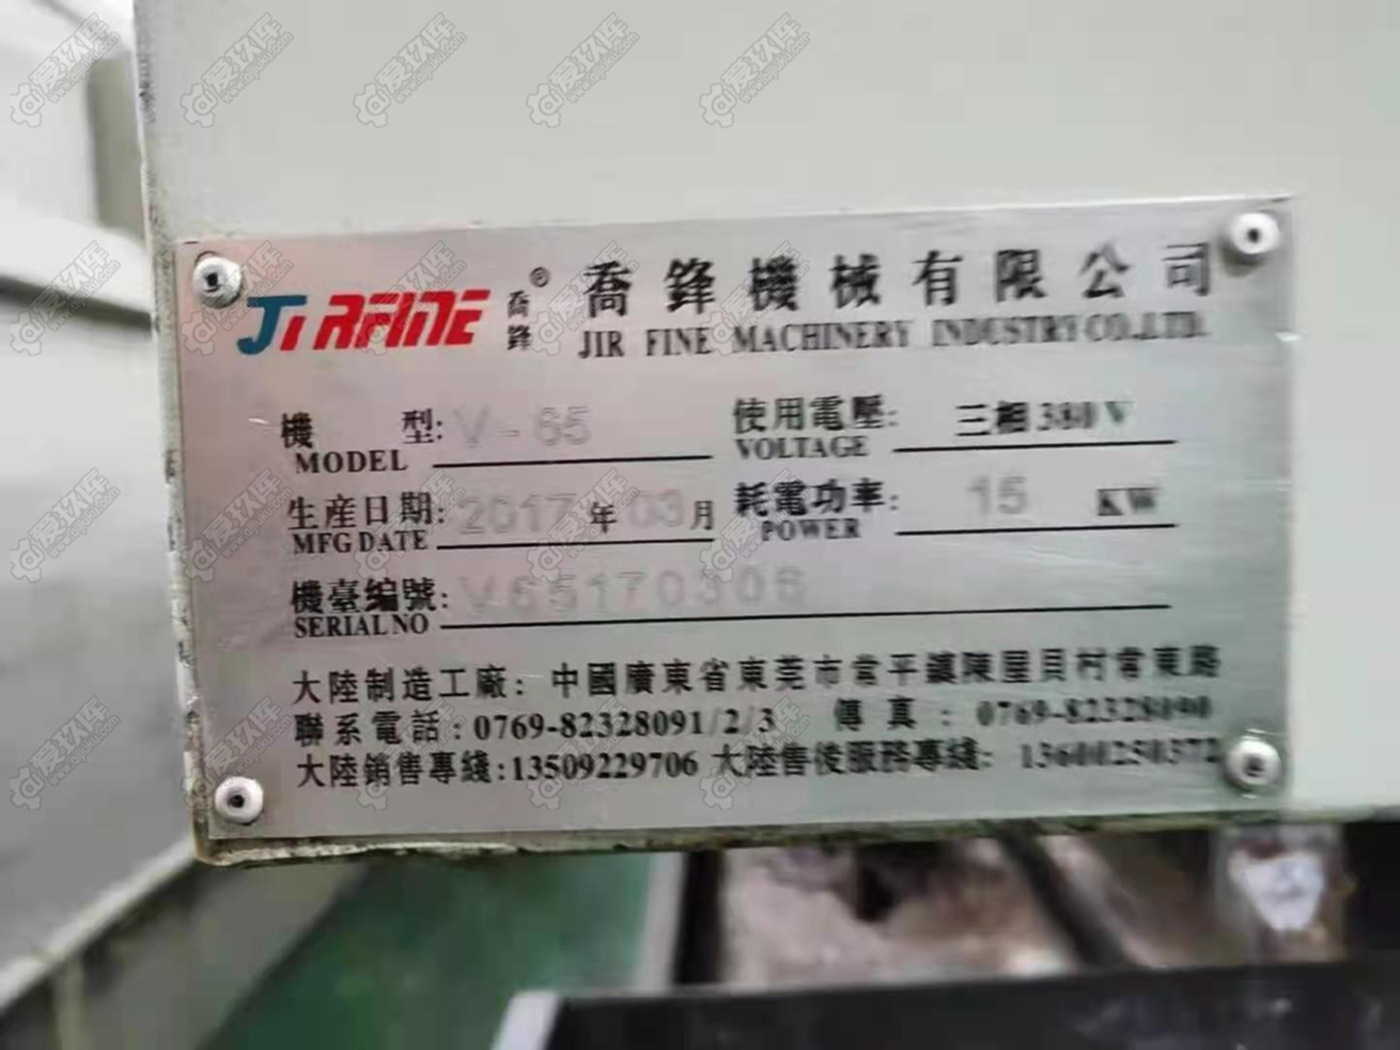 JIRFINE 喬鋒 ® 喬鋒機械有限公司
JIR FINE MACHINERY INDUSTRY CO.,LTD.
機型: V-65 使用電壓: 三相380V
MODEL VOLTAGE
生産日期: 2017年03月 耗電功率: 15 KW
MFG DATE POWER
機臺編號: V65170306
SERIAL NO
大陸制造工廠: 中國廣東省東莞市常平鎮陳屋貝村常東路
聯系電話: 0769-82328091/2/3 傳真: 0769-82328090
大陸銷售專綫:13509229706 大陸售後服務專綫: 13600250372